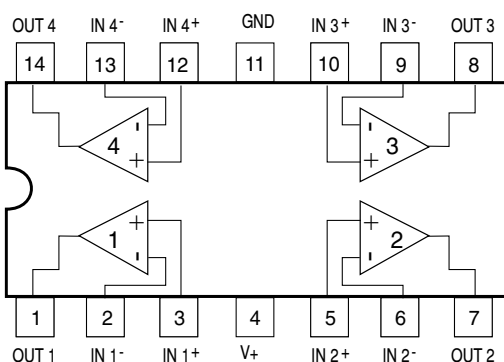 OUT 4 IN 4- IN 4+ GND IN 3+ IN 3- OUT 3
14 13 12 11 10 9 8
- -
4 + + 3
1 + + 2
- -
1 2 3 4 5 6 7
OUT 1 IN 1- IN 1+ V+ IN 2+ IN 2- OUT 2